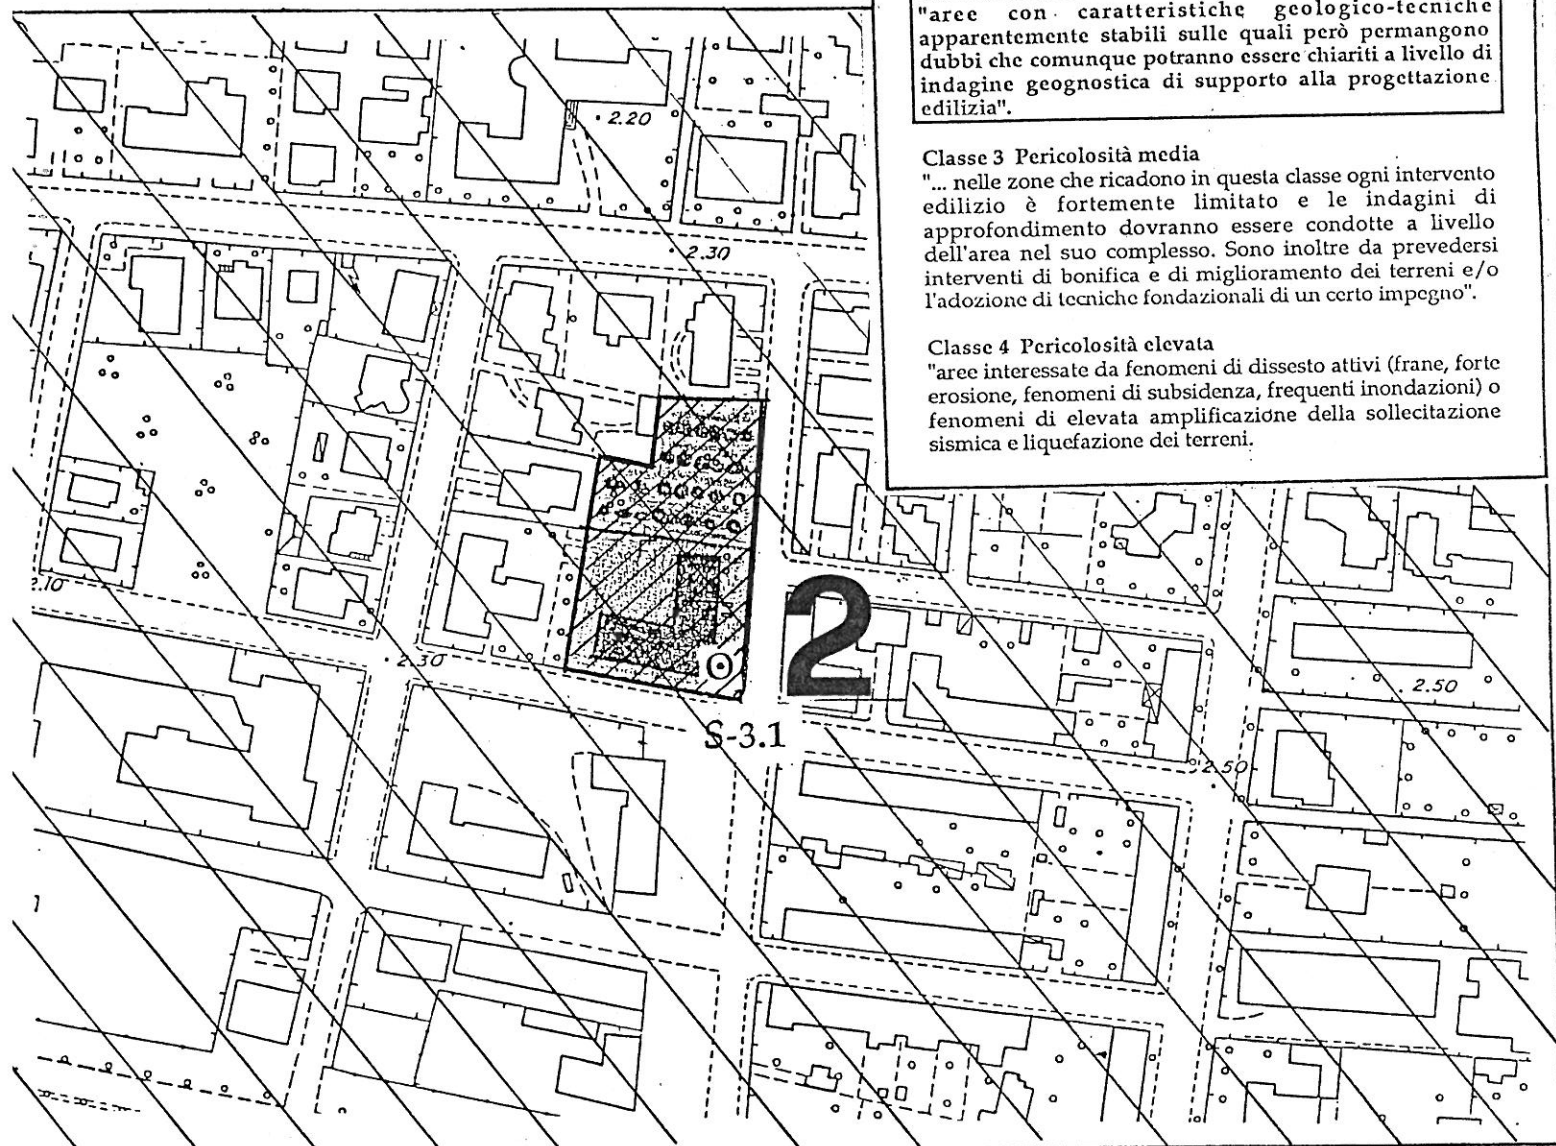 "aree con caratteristiche geologico-tecniche
apparentemente stabili sulle quali però permangono
dubbi che comunque potranno essere chiariti a livello di
indagine geognostica di supporto alla progettazione
edilizia".
Classe 3 Pericolosità media
"... nelle zone che ricadono in questa classe ogni intervento
edilizio è fortemente limitato e le indagini di
approfondimento dovranno essere condotte a livello
dell'area nel suo complesso. Sono inoltre da prevedersi
interventi di bonifica e di miglioramento dei terreni e/o
l'adozione di tecniche fondazionali di un certo impegno".
Classe 4 Pericolosità elevata
"aree interessate da fenomeni di dissesto attivi (frane, forte
erosione, fenomeni di subsidenza, frequenti inondazioni) o
fenomeni di elevata amplificazione della sollecitazione
sismica e liquefazione dei terreni.
2.20
2.30
2.10
2.30
2
S-3.1
2.50
2.50